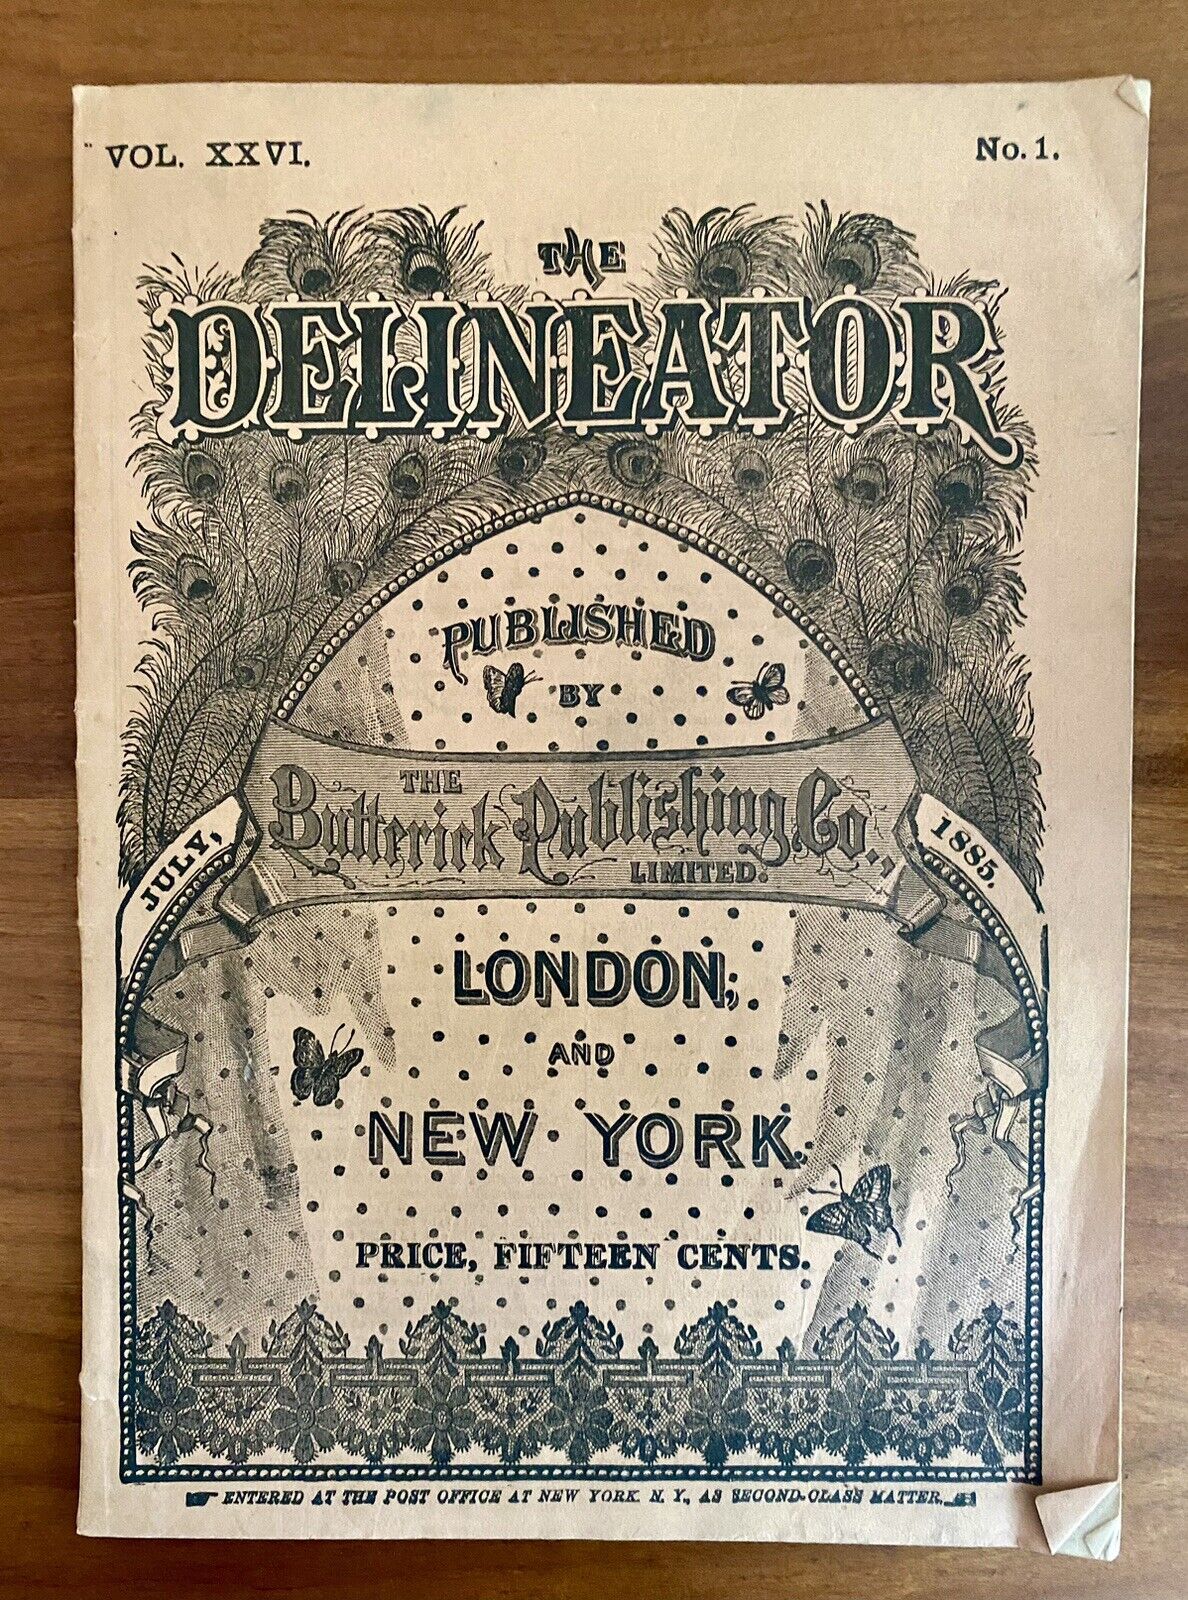 VOL. XXVI.
No. 1.
THE
DELINEATOR
PUBLISHED
BY
THE
Butterick Publishing Co.,
LIMITED.
JULY,
1885.
LONDON,
AND
NEW YORK.
PRICE, FIFTEEN CENTS.
ENTERED AT THE POST OFFICE AT NEW YORK, N. Y., AS SECOND-CLASS MATTER.